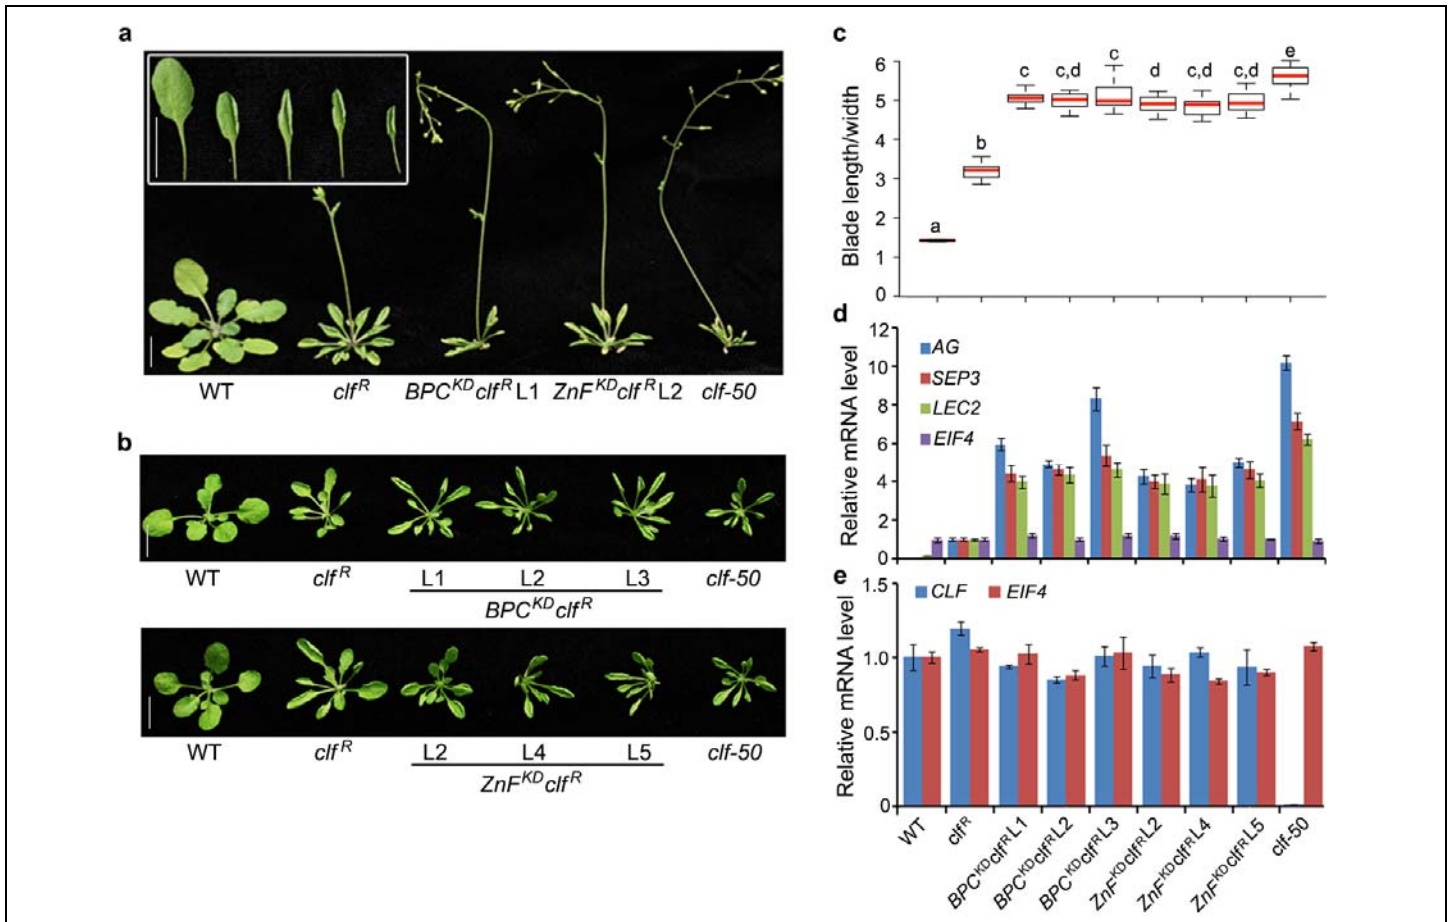 a
WT
clf^R
BPC^KD clf^R L1
ZnF^KD clf^R L2
clf-50
b
WT
clf^R
L1
L2
L3
clf-50
BPC^KD clf^R
WT
clf^R
L2
L4
L5
clf-50
ZnF^KD clf^R
c
Blade length/width
6
5
4
3
2
1
0
a
b
c
c,d
c
d
c,d
c,d
e
d
Relative mRNA level
12
10
8
6
4
2
0
AG
SEP3
LEC2
EIF4
e
Relative mRNA level
1.5
1.0
0.5
0
CLF
EIF4
WT
clf^R
BPC^KD clf^R L1
BPC^KD clf^R L2
BPC^KD clf^R L3
ZnF^KD clf^R L2
ZnF^KD clf^R L4
ZnF^KD clf^R L5
clf-50